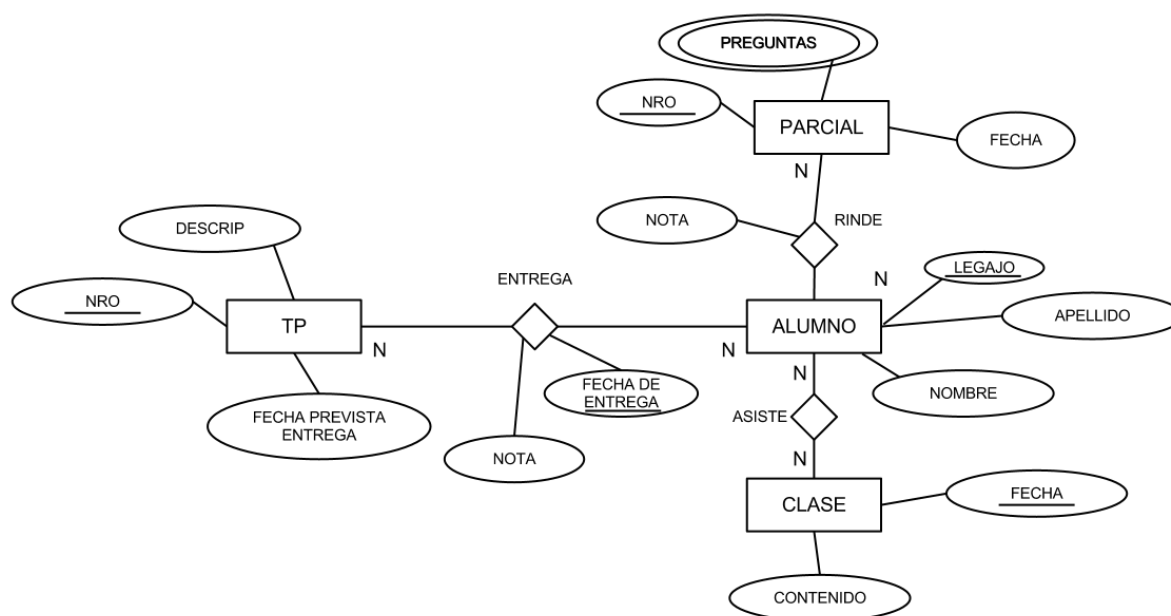 PREGUNTAS
NRO
PARCIAL
FECHA
N
NOTA
RINDE
DESCRIP
LEGAJO
N
ENTREGA
NRO
TP
ALUMNO
APELLIDO
N
N
N
FECHA DE
ENTREGA
NOMBRE
FECHA PREVISTA
ENTREGA
ASISTE
NOTA
N
CLASE
FECHA
CONTENIDO